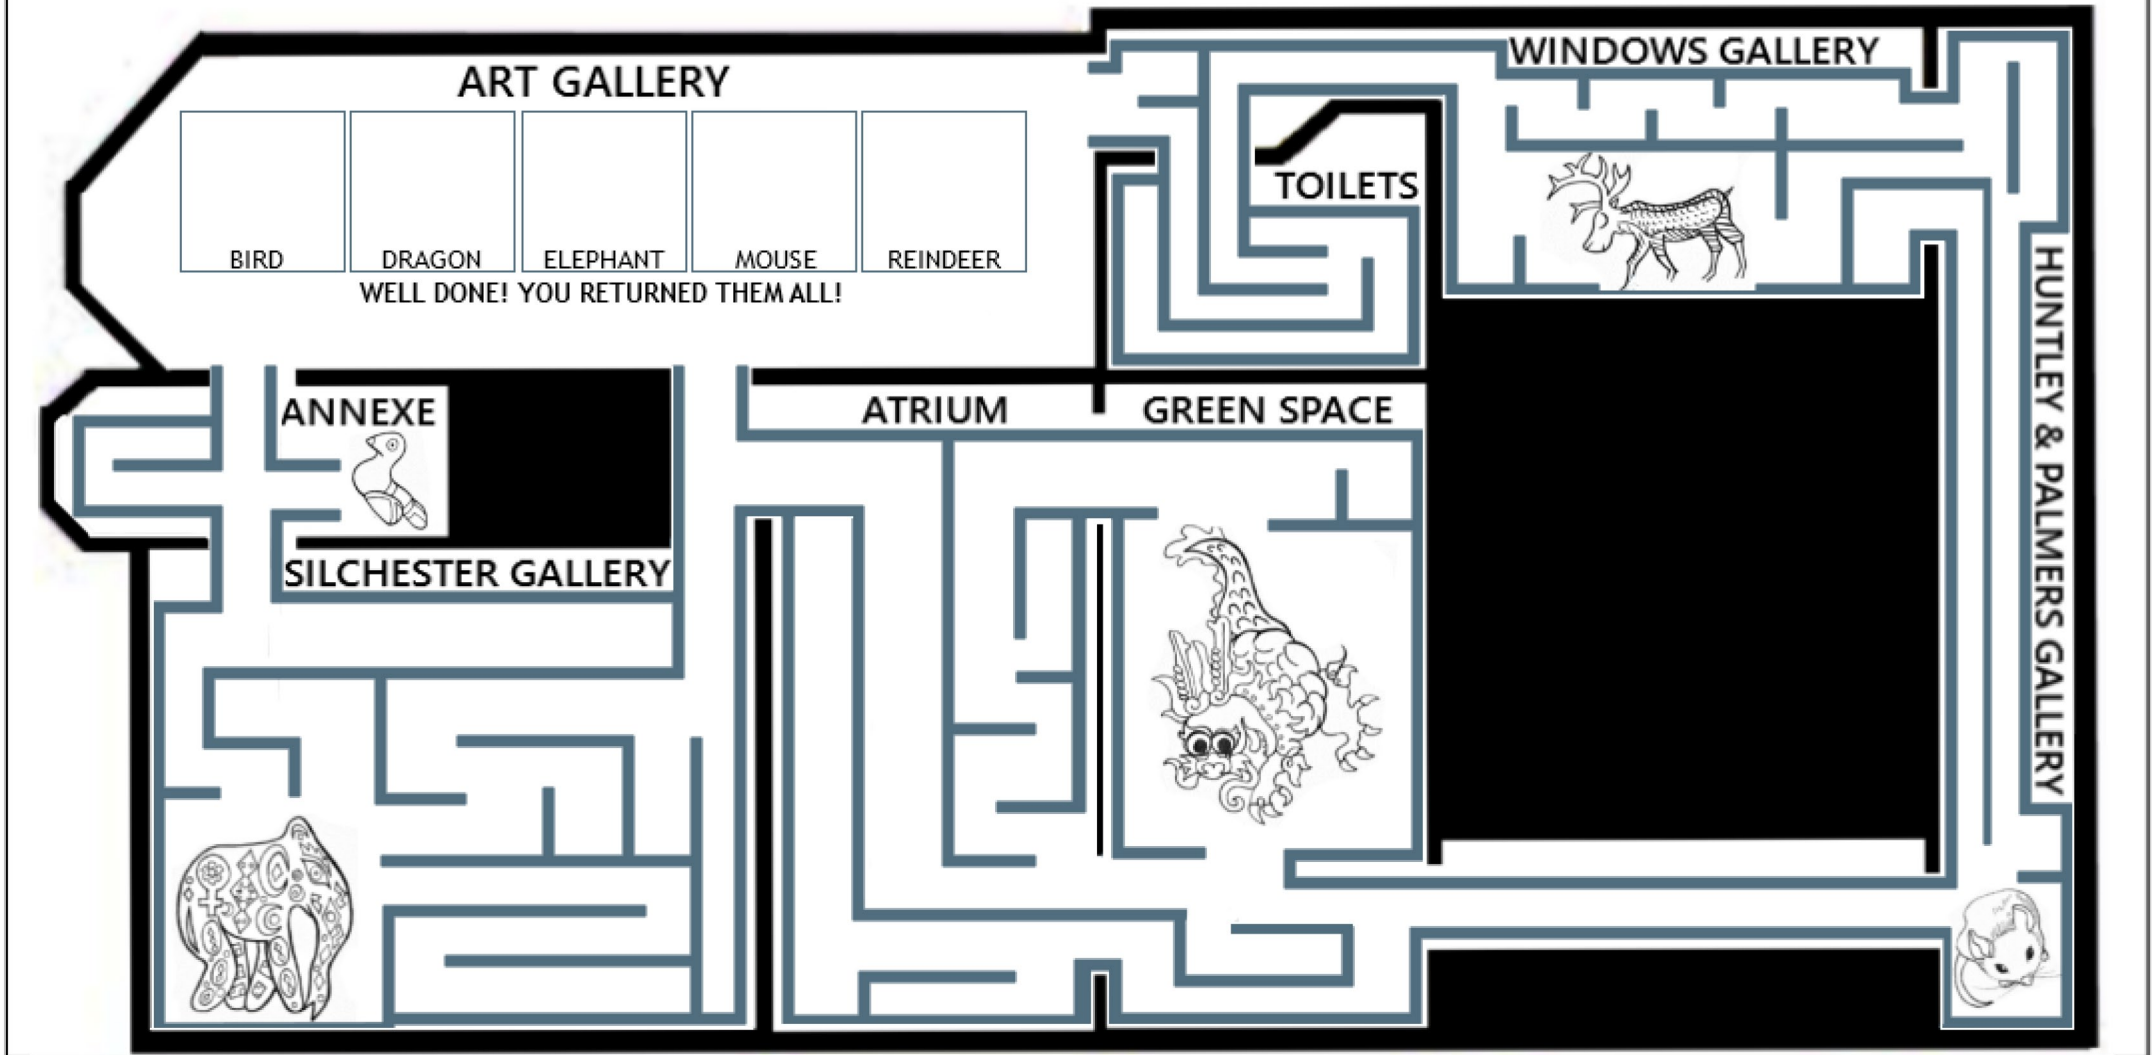 WINDOWS GALLERY
ART GALLERY
TOILETS
BIRD
DRAGON
ELEPHANT
MOUSE
REINDEER
WELL DONE! YOU RETURNED THEM ALL!
HUNTLEY & PALMERS GALLERY
ANNEXE
ATRIUM
GREEN SPACE
SILCHESTER GALLERY